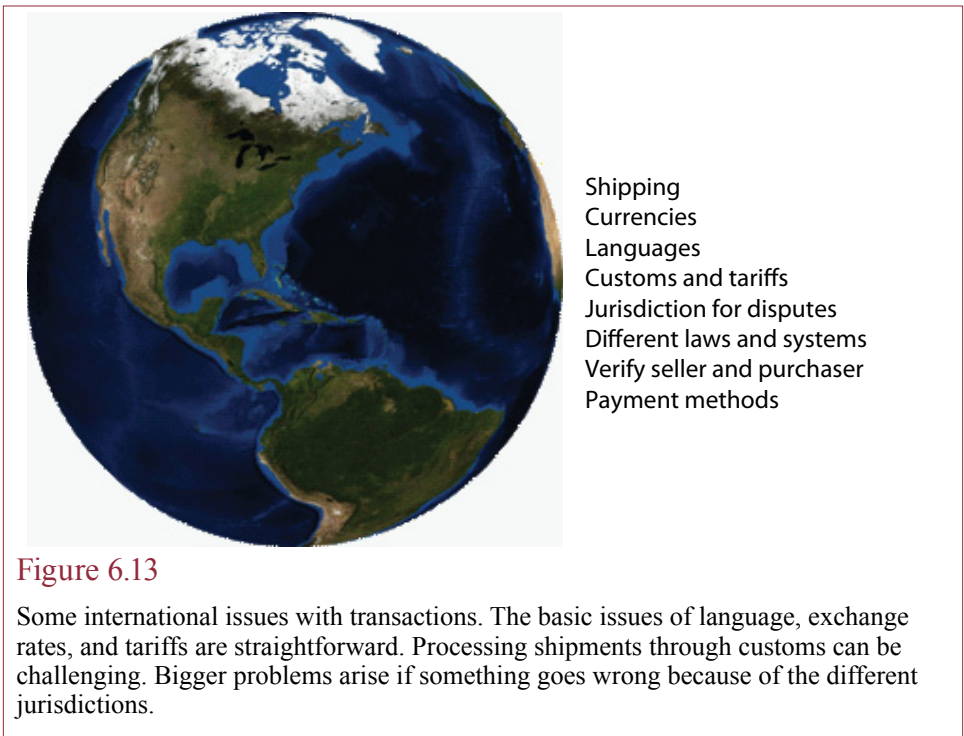 Shipping
Currencies
Languages
Customs and tariffs
Jurisdiction for disputes
Different laws and systems
Verify seller and purchaser
Payment methods
Figure 6.13
Some international issues with transactions. The basic issues of language, exchange
rates, and tariffs are straightforward. Processing shipments through customs can be
challenging. Bigger problems arise if something goes wrong because of the different
jurisdictions.